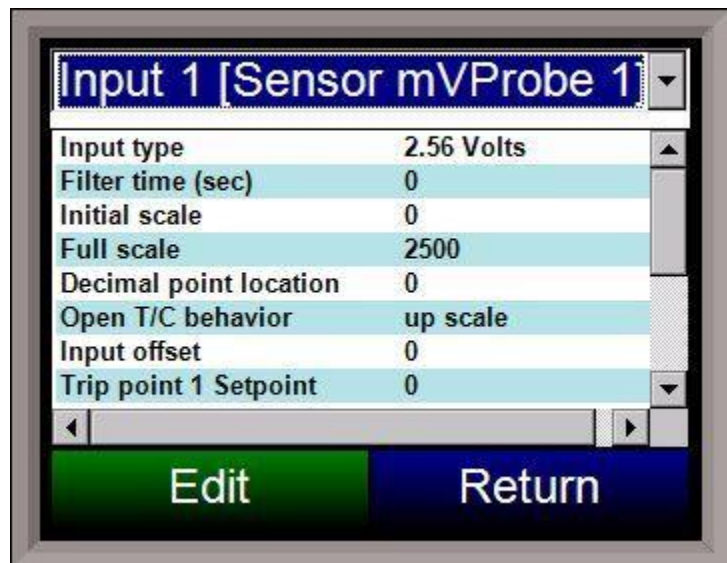 Input 1 [Sensor mVProbe 1]
Input type 2.56 Volts
Filter time (sec) 0
Initial scale 0
Full scale 2500
Decimal point location 0
Open T/C behavior up scale
Input offset 0
Trip point 1 Setpoint 0
Edit Return